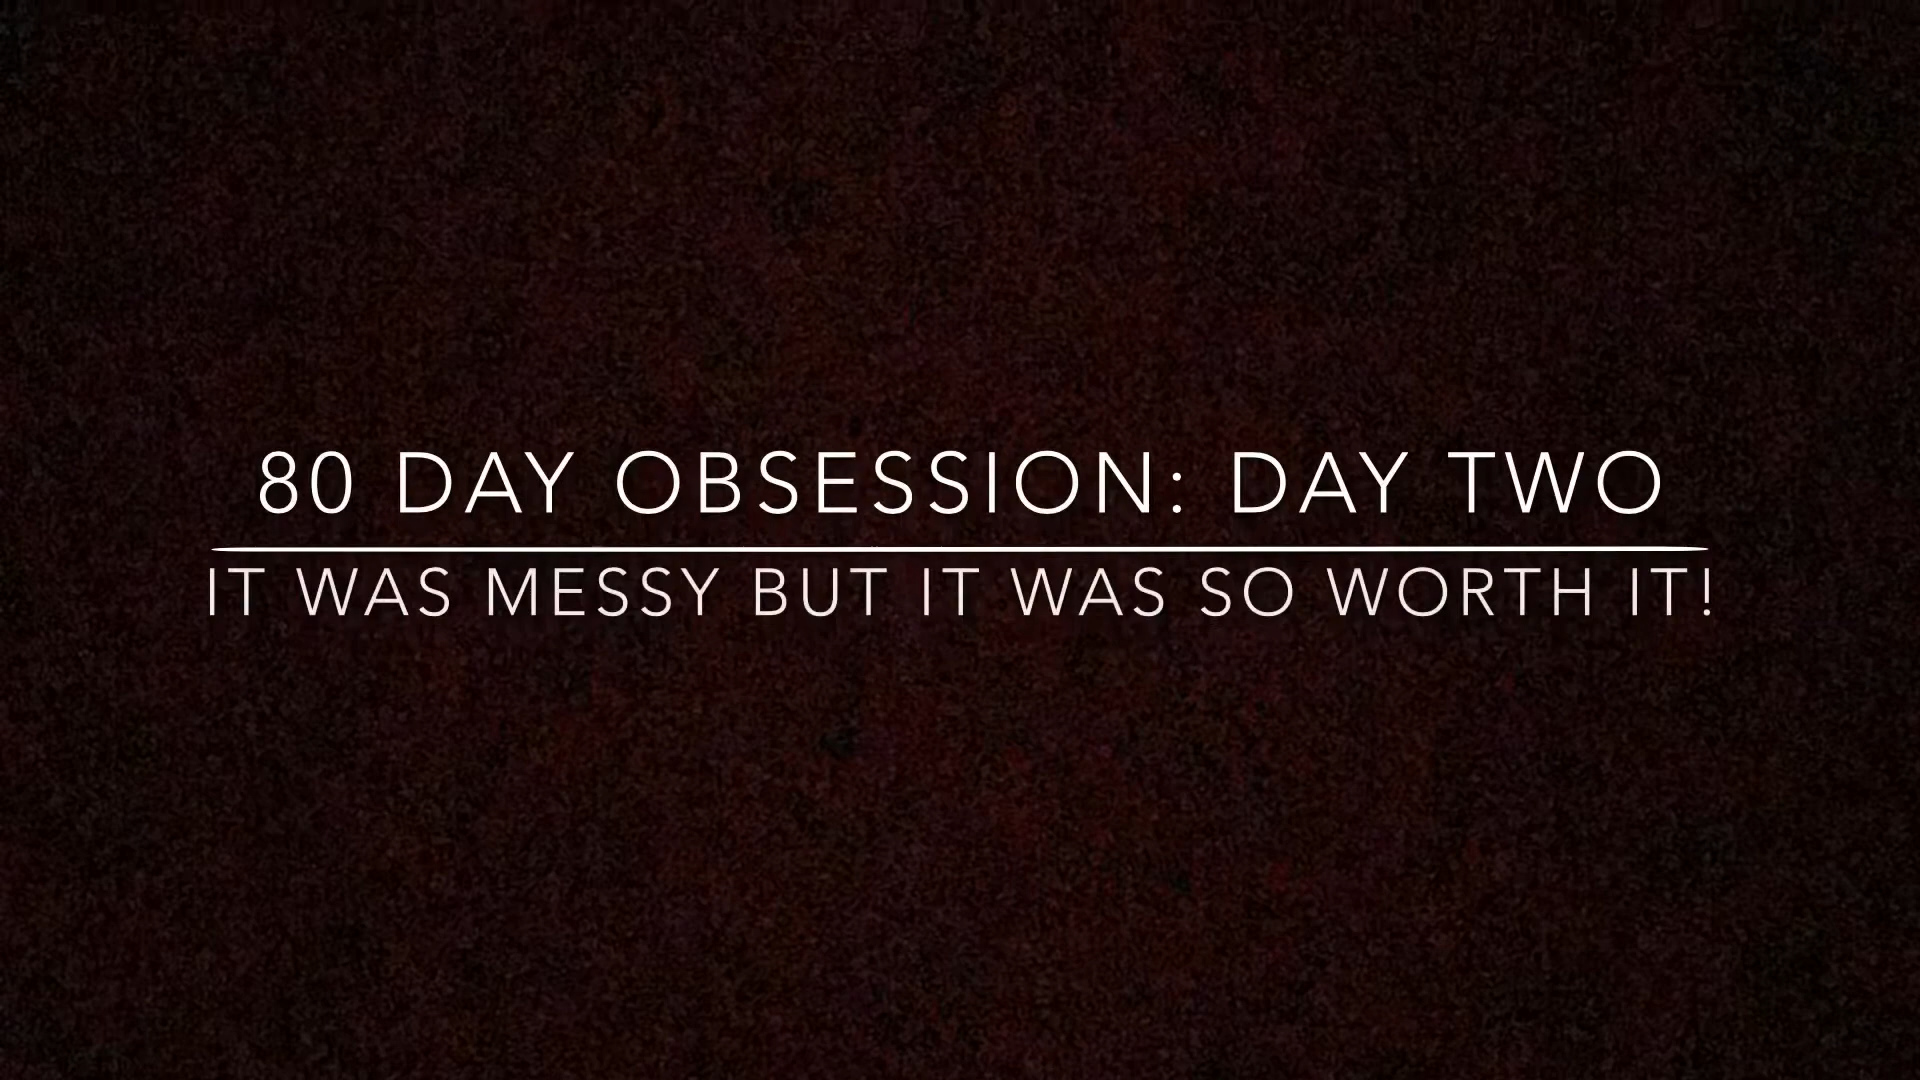 80 DAY OBSESSION: DAY TWO
IT WAS MESSY BUT IT WAS SO WORTH IT!